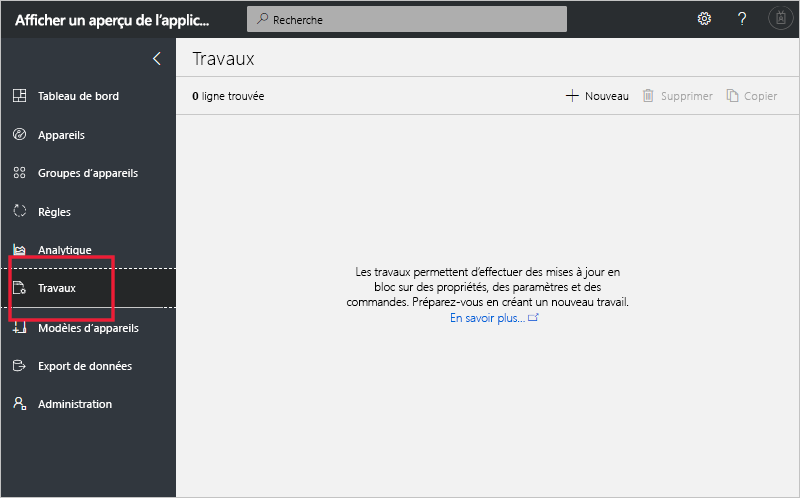 Afficher un aperçu de l'applic...
Recherche
?
Travaux
0 ligne trouvée
Nouveau
Supprimer
Copier
Tableau de bord
Appareils
Groupes d'appareils
Règles
Analytique
Travaux
Modèles d'appareils
Export de données
Administration
Les travaux permettent d'effectuer des mises à jour en
bloc sur des propriétés, des paramètres et des
commandes. Préparez-vous en créant un nouveau travail.
En savoir plus...